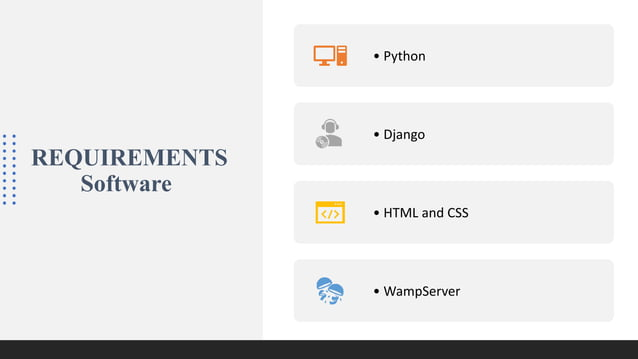 REQUIREMENTS
Software
• Python
• Django
• HTML and CSS
• WampServer